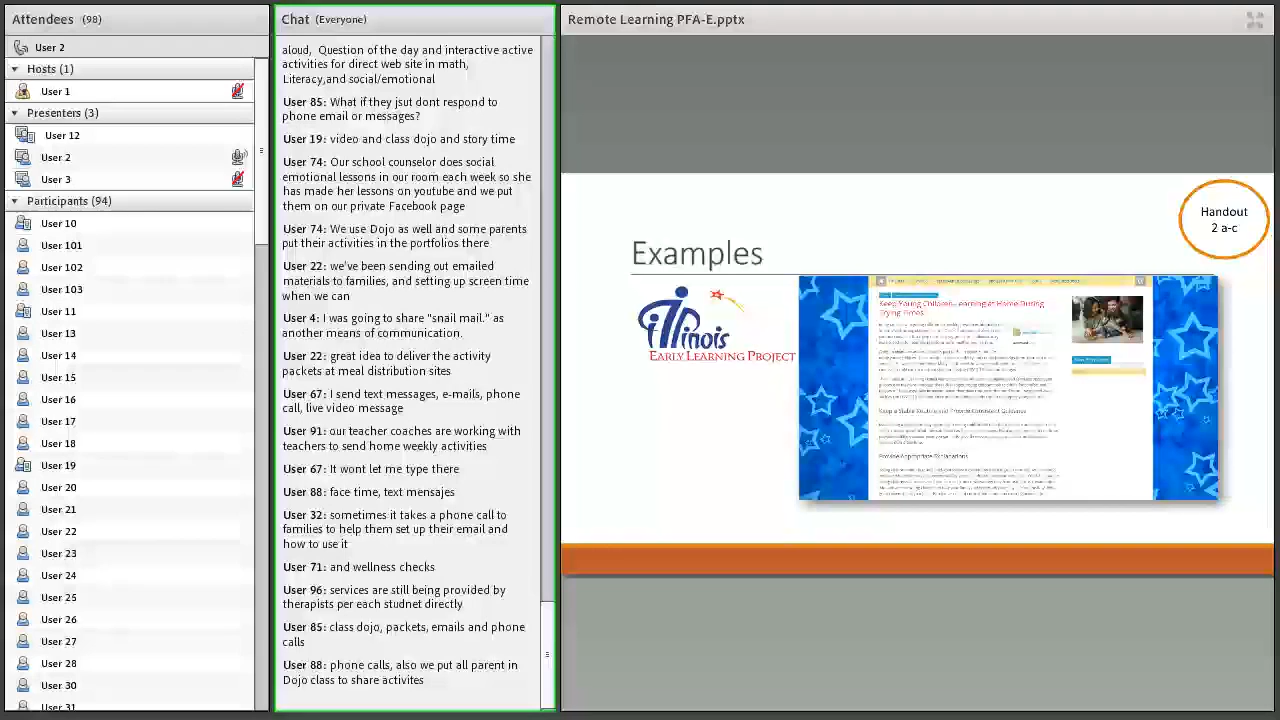 Attendees (98)
User 2
Hosts (1)
User 1
Presenters (3)
User 12
User 2
User 3
Participants (94)
User 10
User 101
User 102
User 103
User 11
User 13
User 14
User 15
User 16
User 17
User 18
User 19
User 20
User 21
User 22
User 23
User 24
User 25
User 26
User 27
User 28
User 30
User 31
Chat (Everyone)
aloud, Question of the day and interactive active
activities for direct web site in math,
Literacy,and social/emotional
User 85: What if they jsut dont respond to
phone email or messages?
User 19: video and class dojo and story time
User 74: Our school counselor does social
emotional lessons in our room each week so she
has made her lessons on youtube and we put
them on our private Facebook page
User 74: We use Dojo as well and some parents
put their activities in the portfolios there
User 22: we've been sending out emailed
materials to families, and setting up screen time
when we can
I was going to share "snail mail." as
another means of communication.
User 22: great idea to deliver the activity
packets at meal distribution sites
User 67: I send text messages, e-mails, phone
call, live video message
User 91: our teacher coaches are working with
teachers to send home weekly activities
User 67: It wont let me type there
User 88: face time, text mensajes
User 32: sometimes it takes a phone call to
families to help them set up their email and
how to use it
User 71: and wellness checks
User 96: services are still being provided by
therapists per each studnet directly
User 85: class dojo, packets, emails and phone
calls
User 88: phone calls, also we put all parent in
Dojo class to share activites
Remote Learning PFA-E.pptx
Handout
2 a-c
Examples
illinois
EARLY LEARNING PROJECT
Keep Young Children Learning at Home During
Trying Times
Keep a Stable Routine and Provide Consistent Guidance
Provide Appropriate Explanations